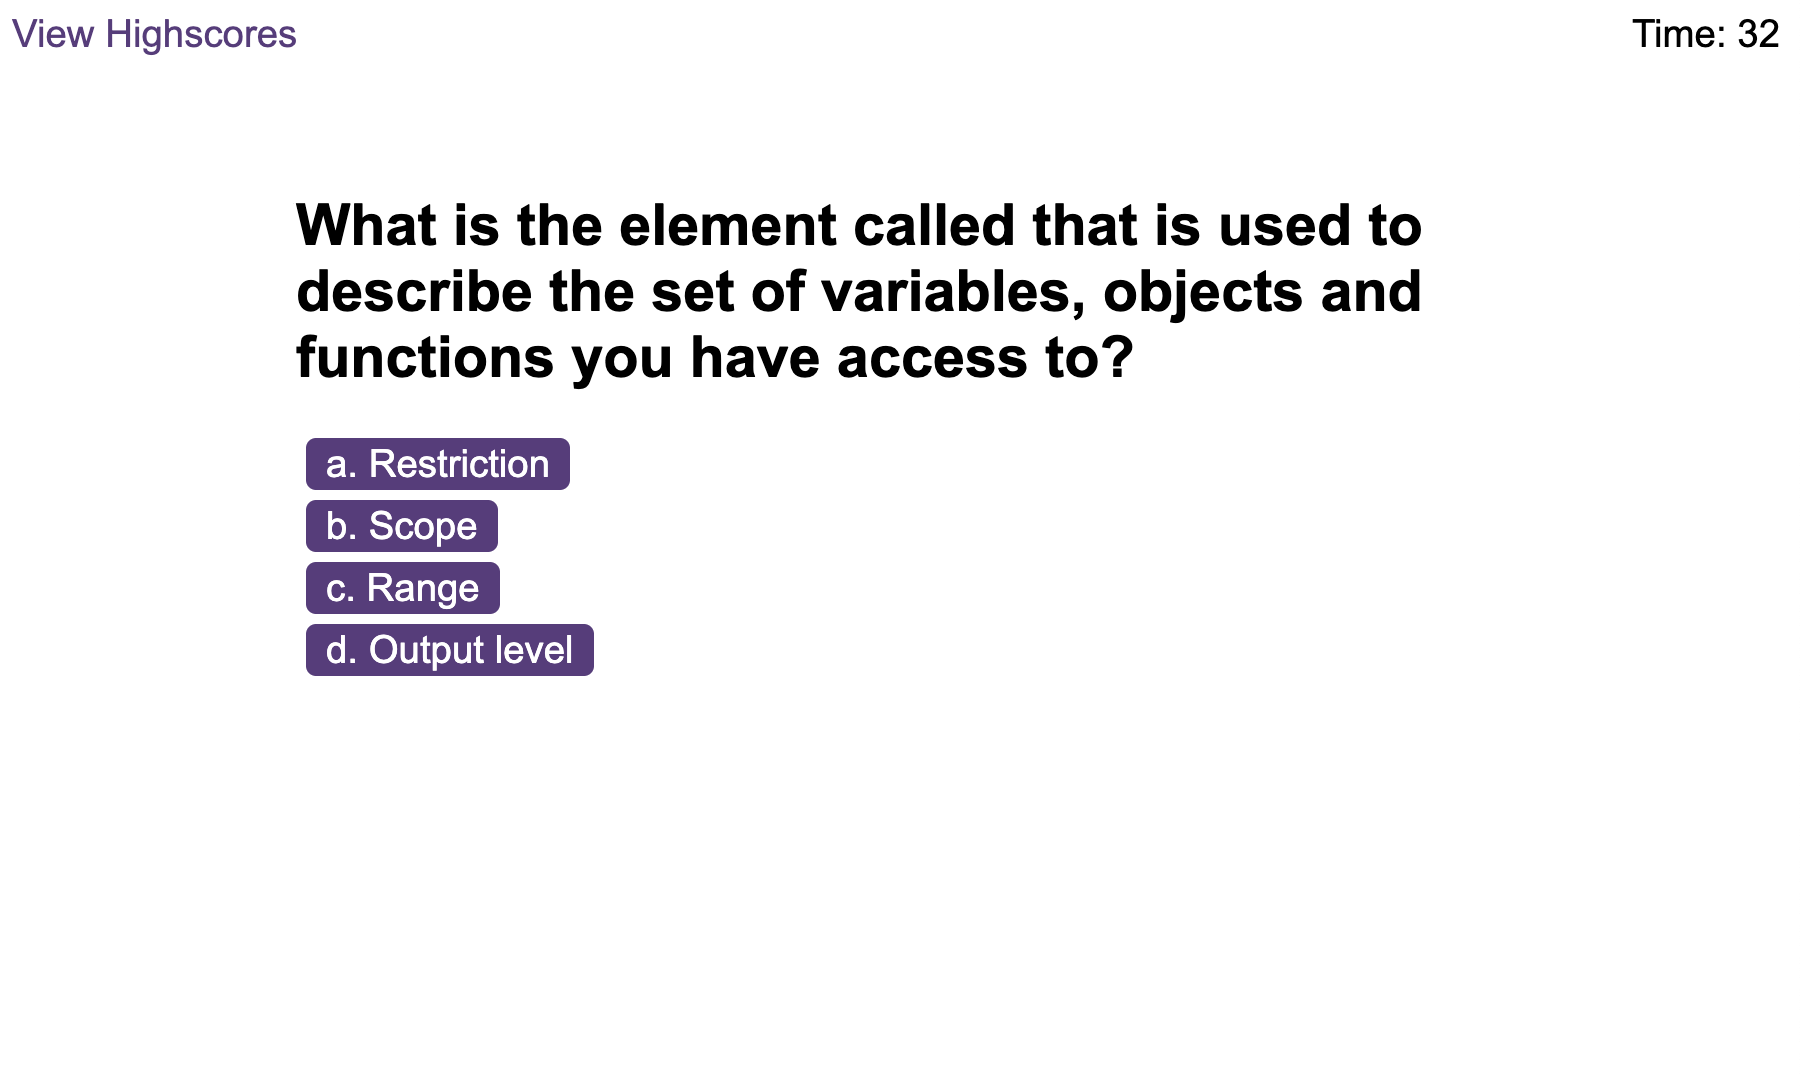 View Highscores
Time: 32
What is the element called that is used to
describe the set of variables, objects and
functions you have access to?
a. Restriction
b. Scope
c. Range
d. Output level